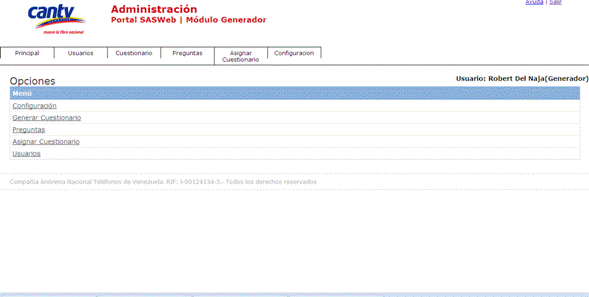 Ayuda | Salir
cantv
mueve la fibra nacional
Administración
Portal SASWeb | Módulo Generador
Principal Usuarios Cuestionario Preguntas Asignar Cuestionario Configuracion
Opciones
Usuario: Robert Del Naja(Generador)
Menú
Configuración
Generar Cuestionario
Preguntas
Asignar Cuestionario
Usuarios
Compañía Anónima Nacional Teléfonos de Venezuela. RIF: J-00124134-5.- Todos los derechos reservados